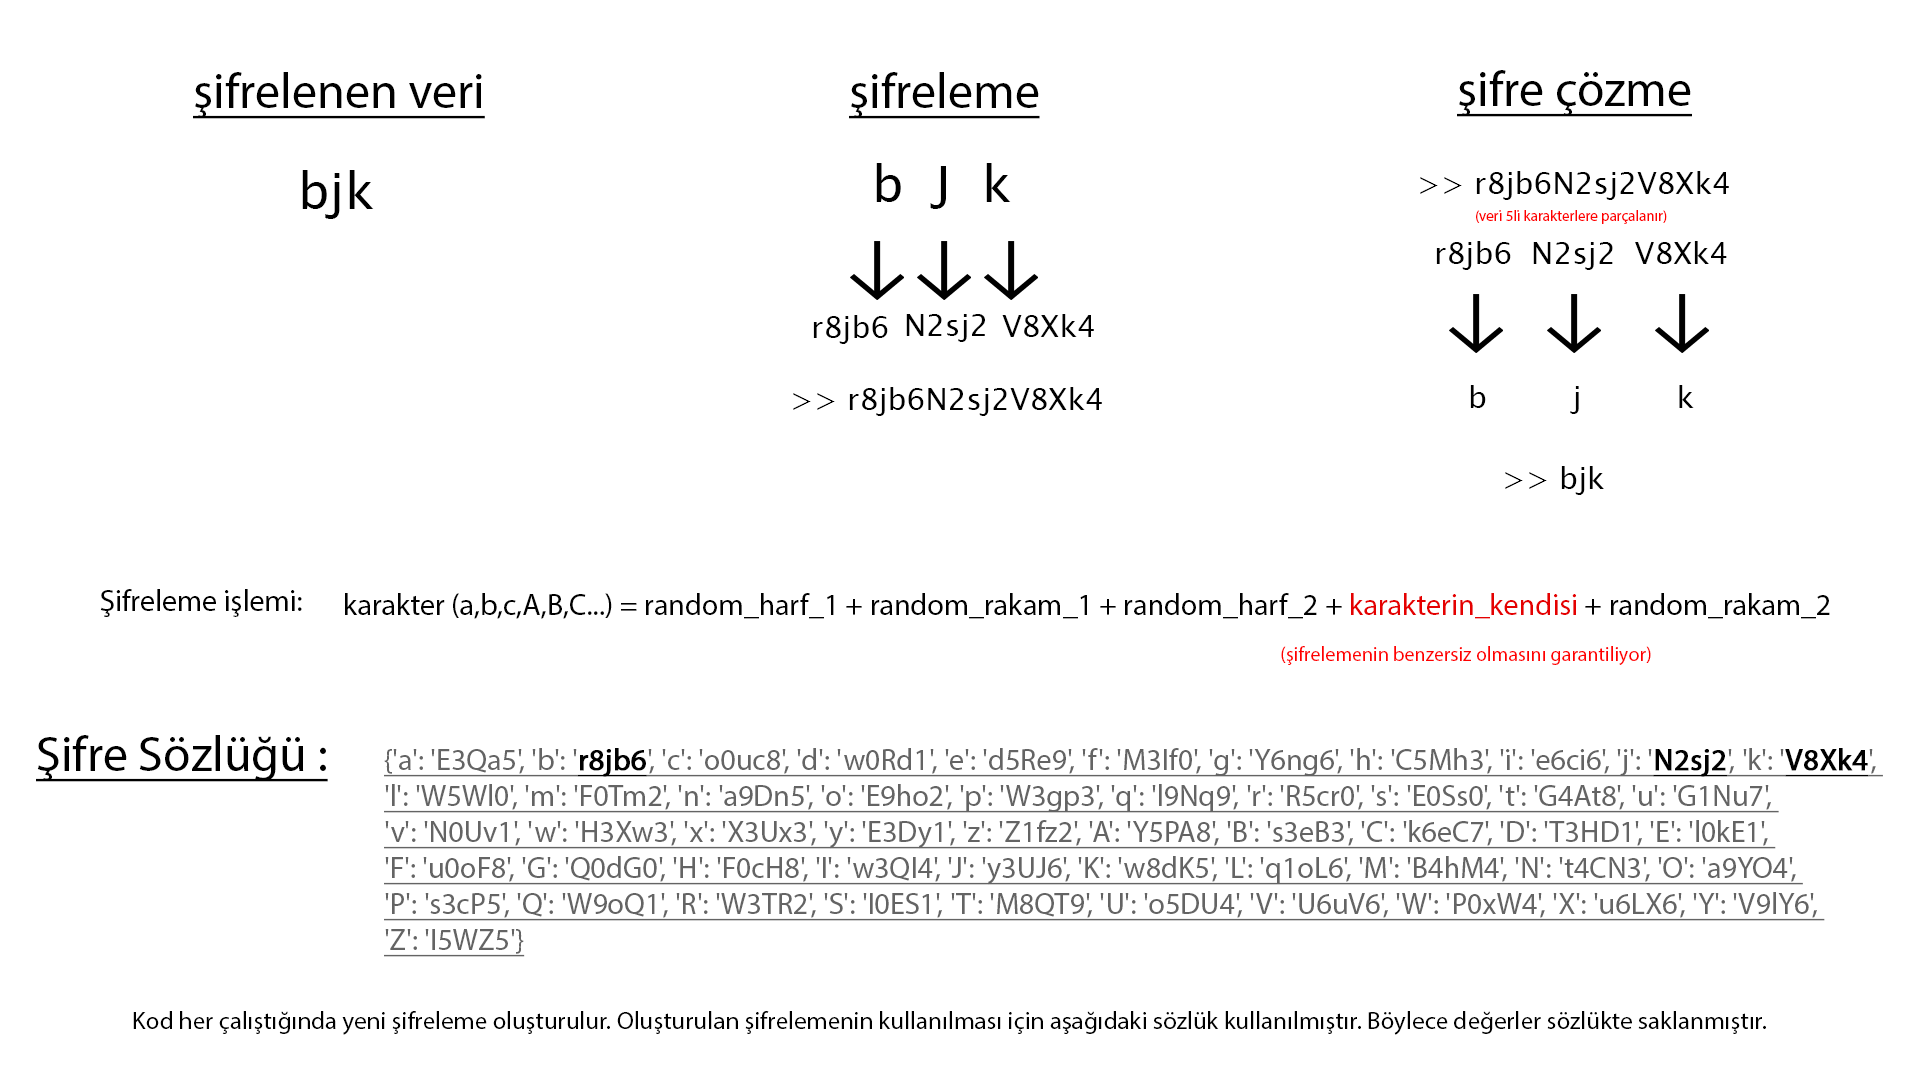 şifrelenen veri
bjk
şifreleme
b J k
r8jb6 N2sj2 V8Xk4
>> r8jb6N2sj2V8Xk4
şifre çözme
>> r8jb6N2sj2V8Xk4
(veri 5li karakterlere parçalanır)
r8jb6 N2sj2 V8Xk4
b j k
>> bjk
Şifreleme işlemi: karakter (a,b,c,A,B,C...) = random_harf_1 + random_rakam_1 + random_harf_2 + karakterin_kendisi + random_rakam_2
(şifrelemenin benzersiz olmasını garantiliyor)
Şifre Sözlüğü :
{'a': 'E3Qa5', 'b': 'r8jb6', 'c': 'o0uc8', 'd': 'w0Rd1', 'e': 'd5Re9', 'f': 'M3lf0', 'g': 'Y6ng6', 'h': 'C5Mh3', 'i': 'e6ci6', 'j': 'N2sj2', 'k': 'V8Xk4',
'l': 'W5Wl0', 'm': 'F0Tm2', 'n': 'a9Dn5', 'o': 'E9ho2', 'p': 'W3gp3', 'q': 'l9Nq9', 'r': 'R5cr0', 's': 'E0Ss0', 't': 'G4At8', 'u': 'G1Nu7',
'v': 'N0Uv1', 'w': 'H3Xw3', 'x': 'X3Ux3', 'y': 'E3Dy1', 'z': 'Z1fz2', 'A': 'Y5PA8', 'B': 's3eB3', 'C': 'k6eC7', 'D': 'T3HD1', 'E': 'l0kE1',
'F': 'u0oF8', 'G': 'Q0dG0', 'H': 'F0cH8', 'I': 'w3QI4', 'J': 'y3UJ6', 'K': 'w8dK5', 'L': 'q1oL6', 'M': 'B4hM4', 'N': 't4CN3', 'O': 'a9YO4',
'P': 's3cP5', 'Q': 'W9oQ1', 'R': 'W3TR2', 'S': 'I0ES1', 'T': 'M8QT9', 'U': 'o5DU4', 'V': 'U6uV6', 'W': 'P0xW4', 'X': 'u6LX6', 'Y': 'V9lY6',
'Z': 'I5WZ5'}
Kod her çalıştığında yeni şifreleme oluşturulur. Oluşturulan şifrelemenin kullanılması için aşağıdaki sözlük kullanılmıştır. Böylece değerler sözlükte saklanmıştır.